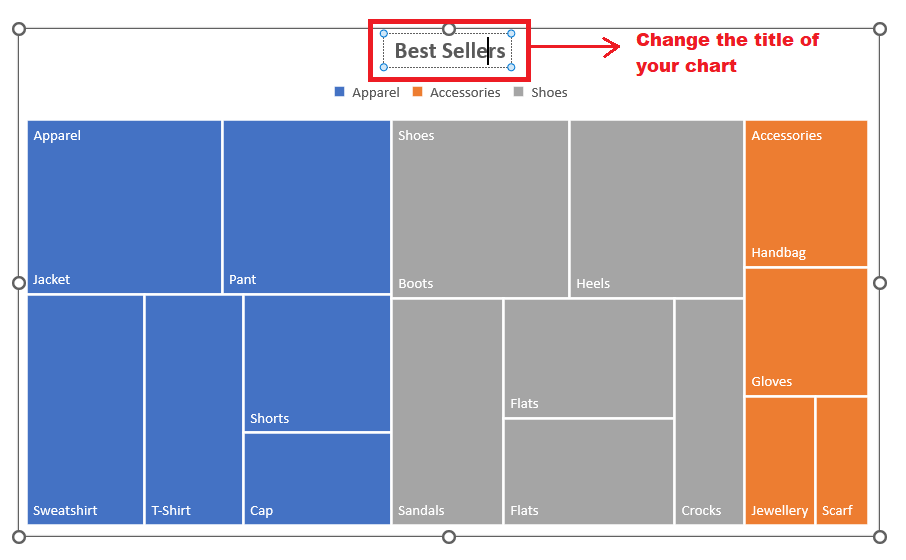 Best Sellers
Change the title of
your chart
Apparel Accessories Shoes
Apparel
Shoes
Accessories
Jacket
Pant
Boots
Heels
Handbag
Gloves
Shorts
Flats
Sweatshirt
T-Shirt
Cap
Sandals
Flats
Crocks
Jewellery
Scarf